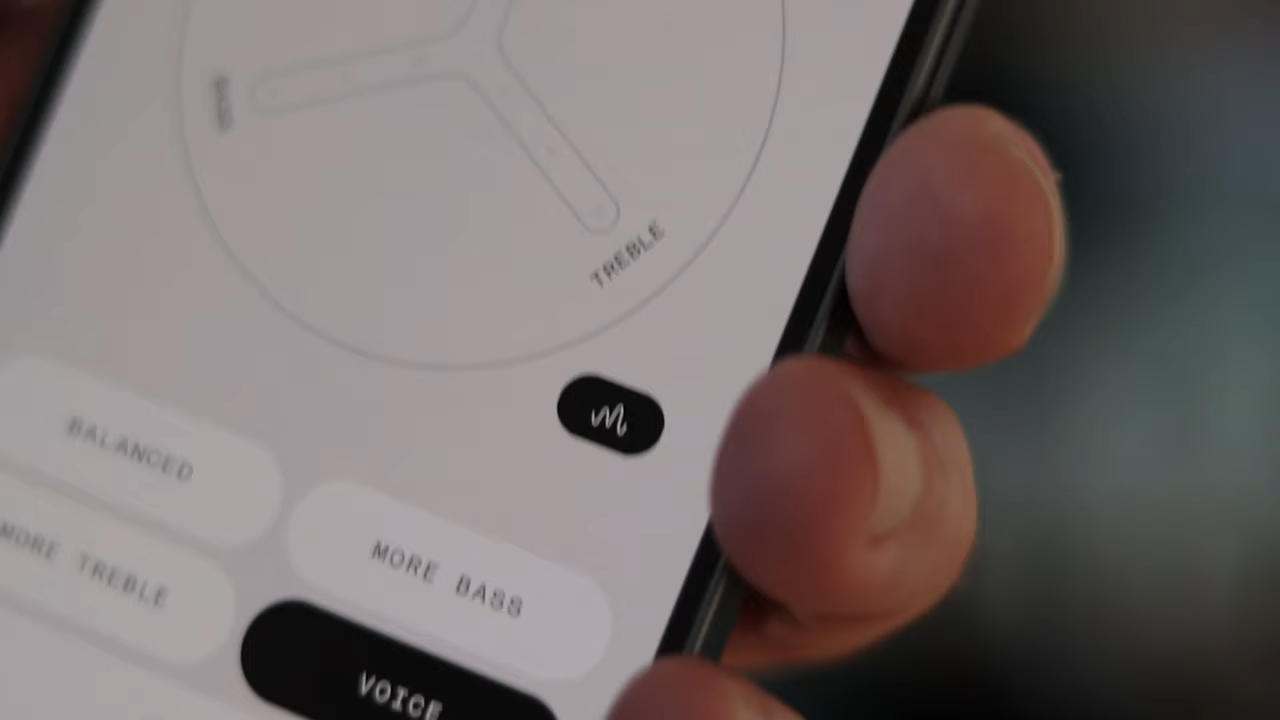 TREBLE
BALANCED
MORE BASS
MORE TREBLE
VOICE